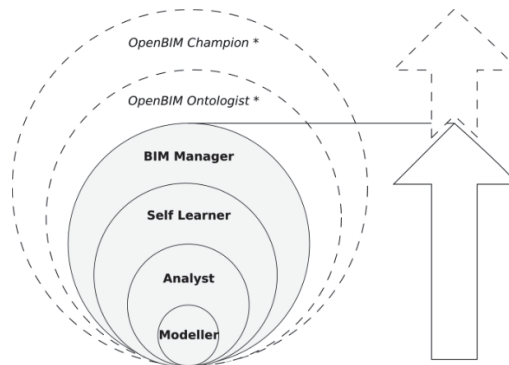 OpenBIM Champion *
OpenBIM Ontologist *
BIM Manager
Self Learner
Analyst
Modeller